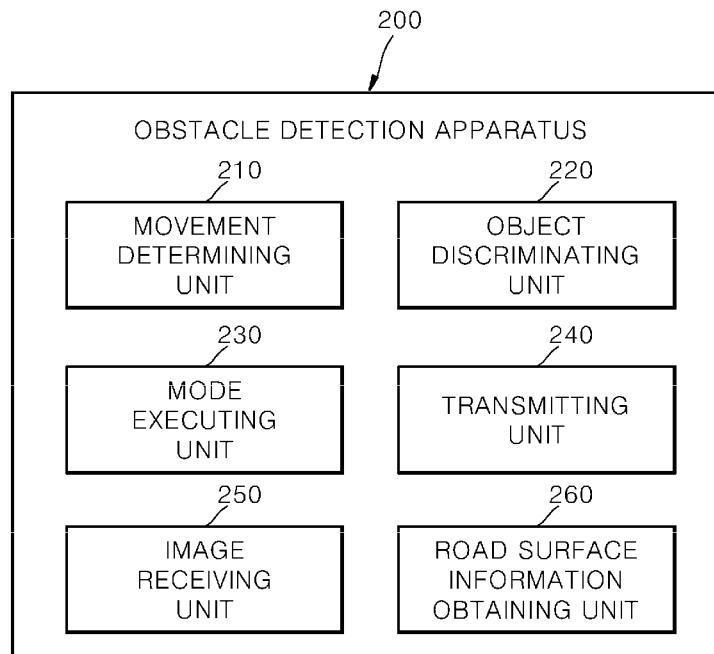 200
OBSTACLE DETECTION APPARATUS
210
MOVEMENT
DETERMINING
UNIT
220
OBJECT
DISCRIMINATING
UNIT
230
MODE
EXECUTING
UNIT
240
TRANSMITTING
UNIT
250
IMAGE
RECEIVING
UNIT
260
ROAD SURFACE
INFORMATION
OBTAINING UNIT